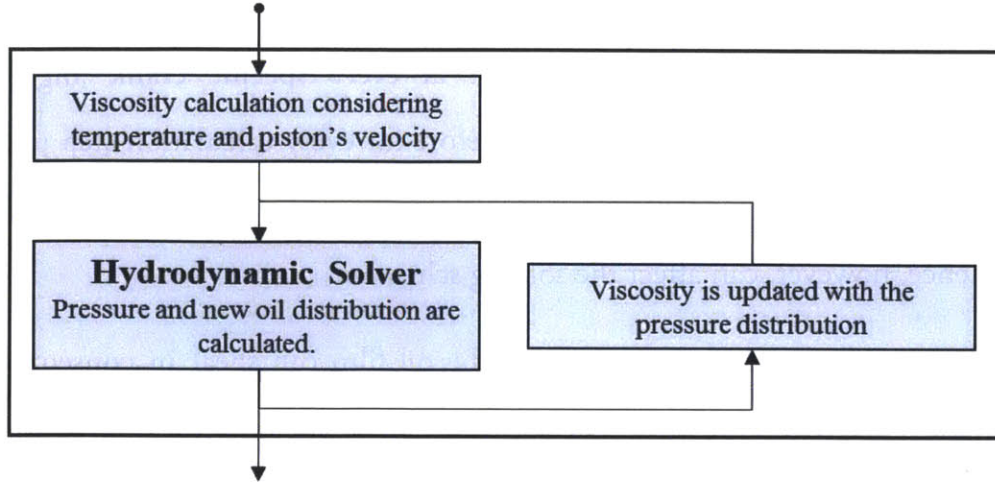 Viscosity calculation considering
temperature and piston's velocity
Hydrodynamic Solver
Pressure and new oil distribution are
calculated.
Viscosity is updated with the
pressure distribution